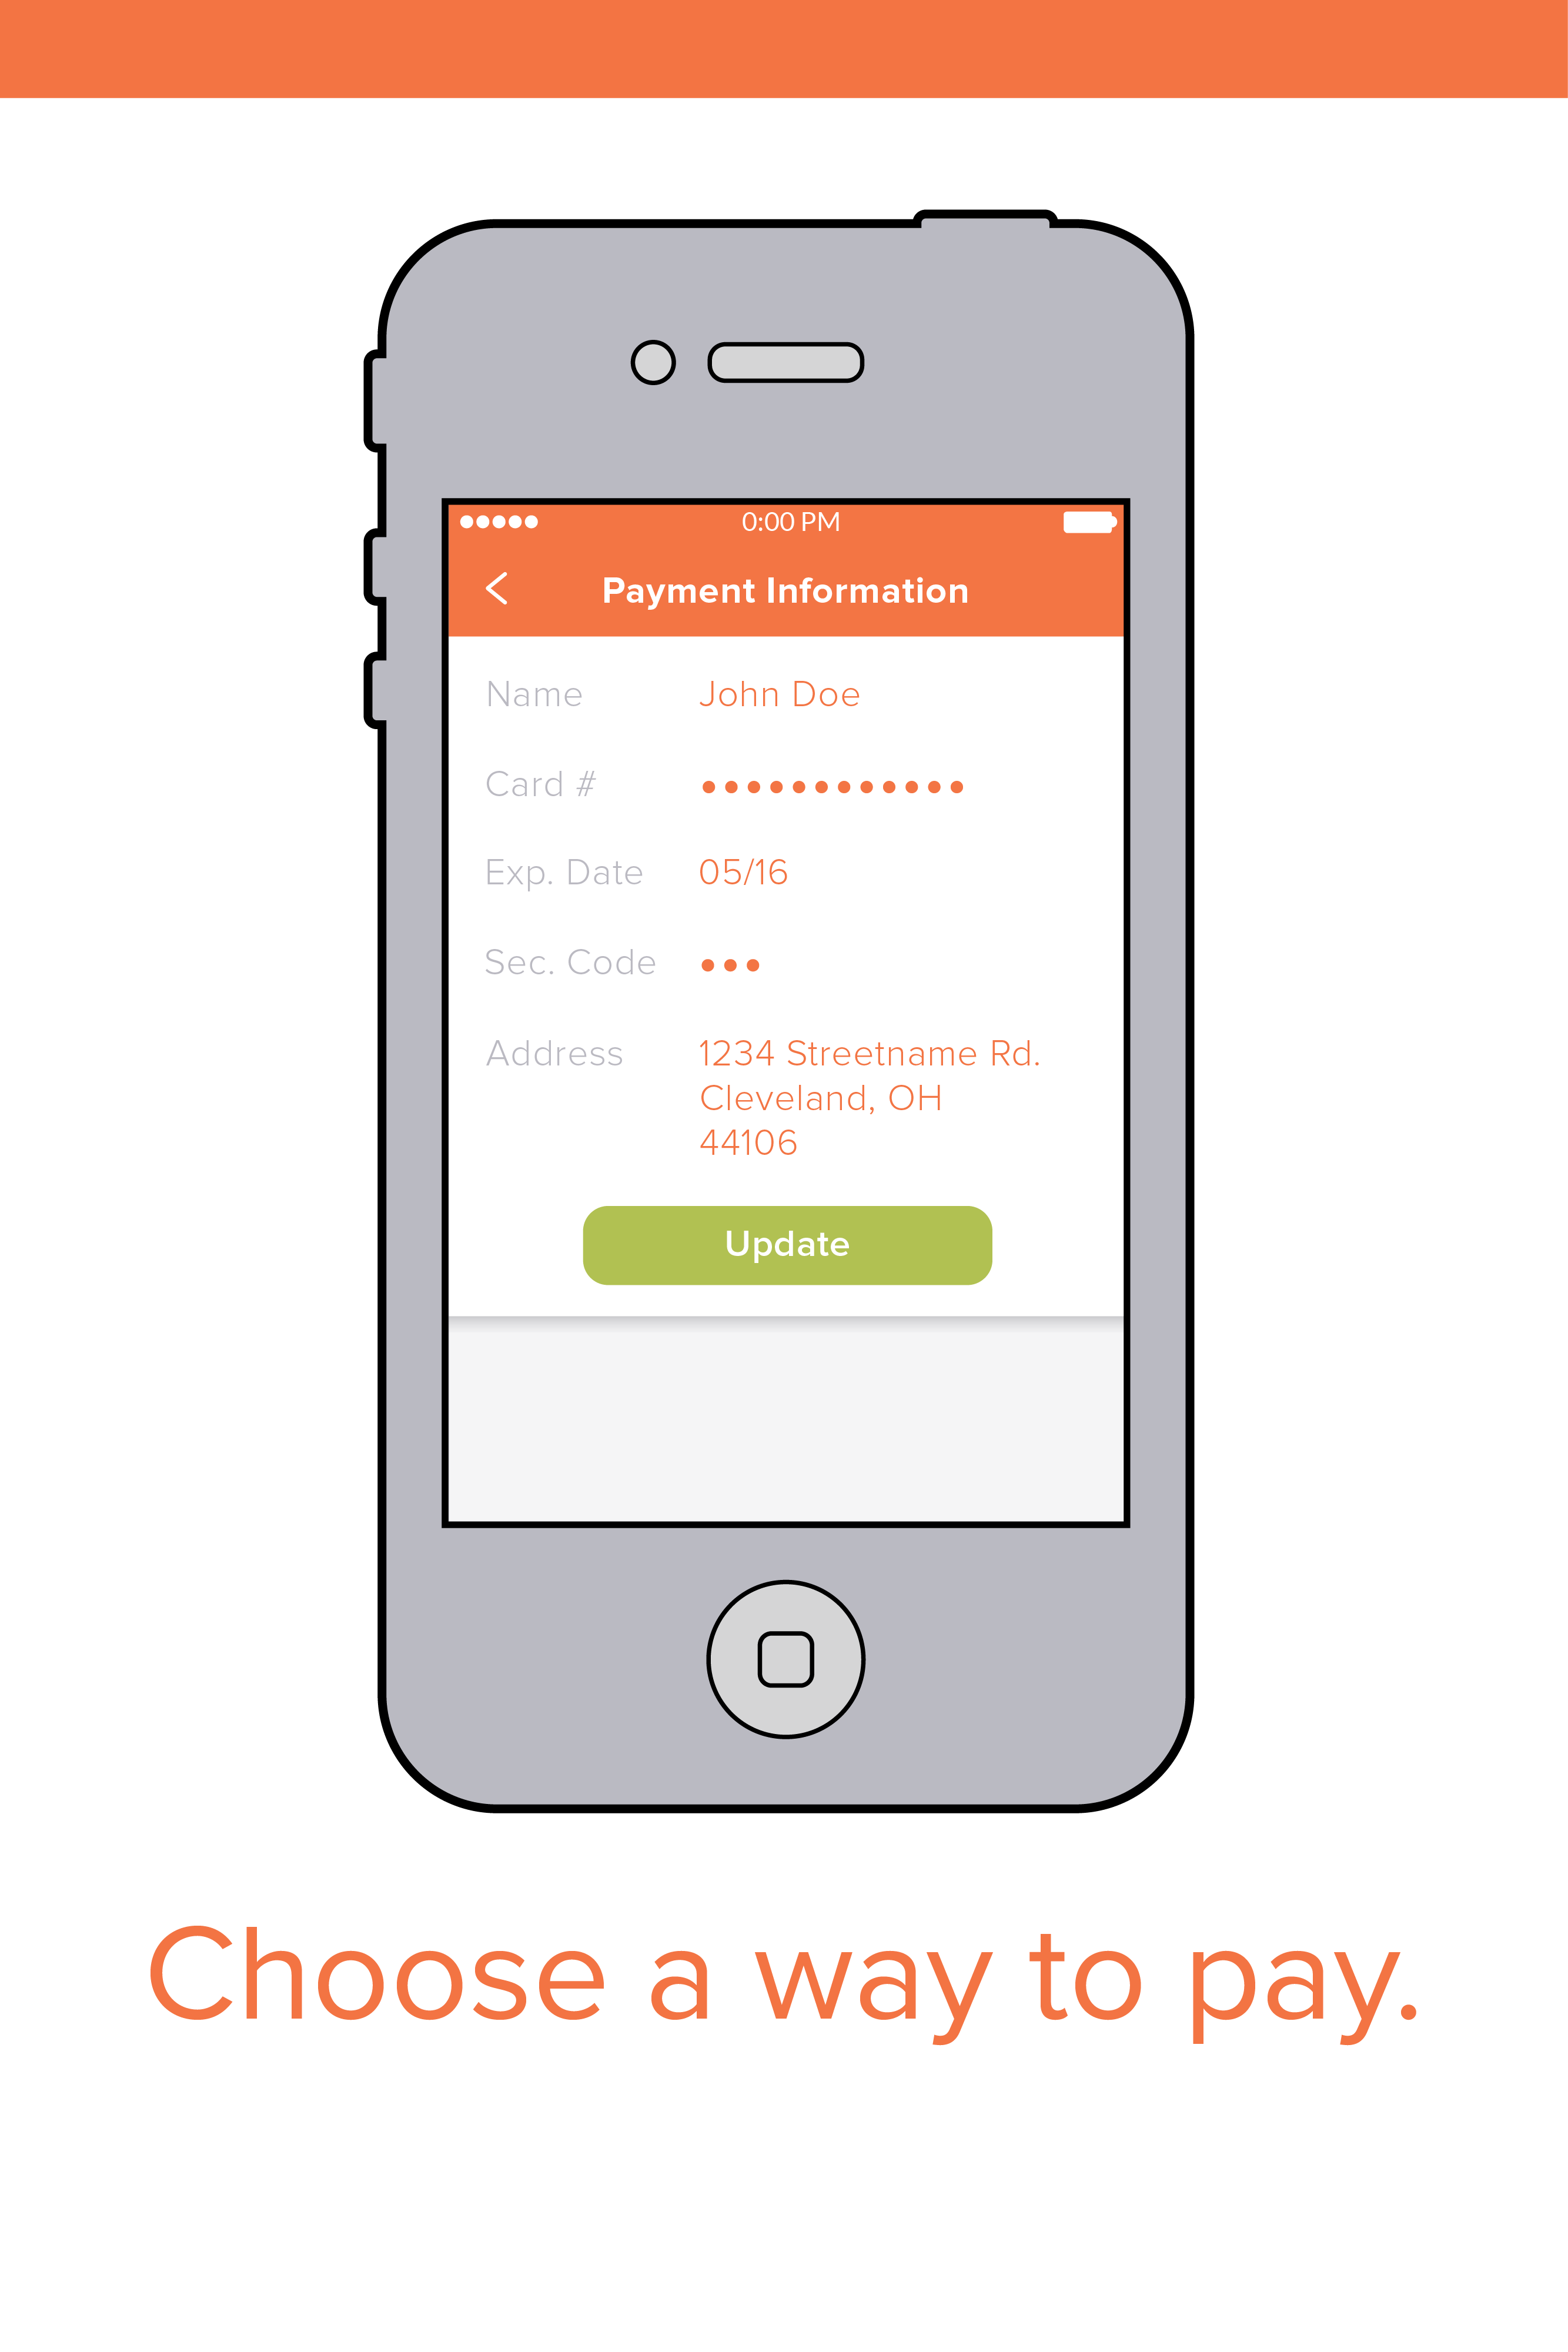 0:00 PM
Payment Information
Name John Doe
Card # ••••••••••••
Exp. Date 05/16
Sec. Code •••
Address 1234 Streetname Rd.
Cleveland, OH
44106
Update
Choose a way to pay.